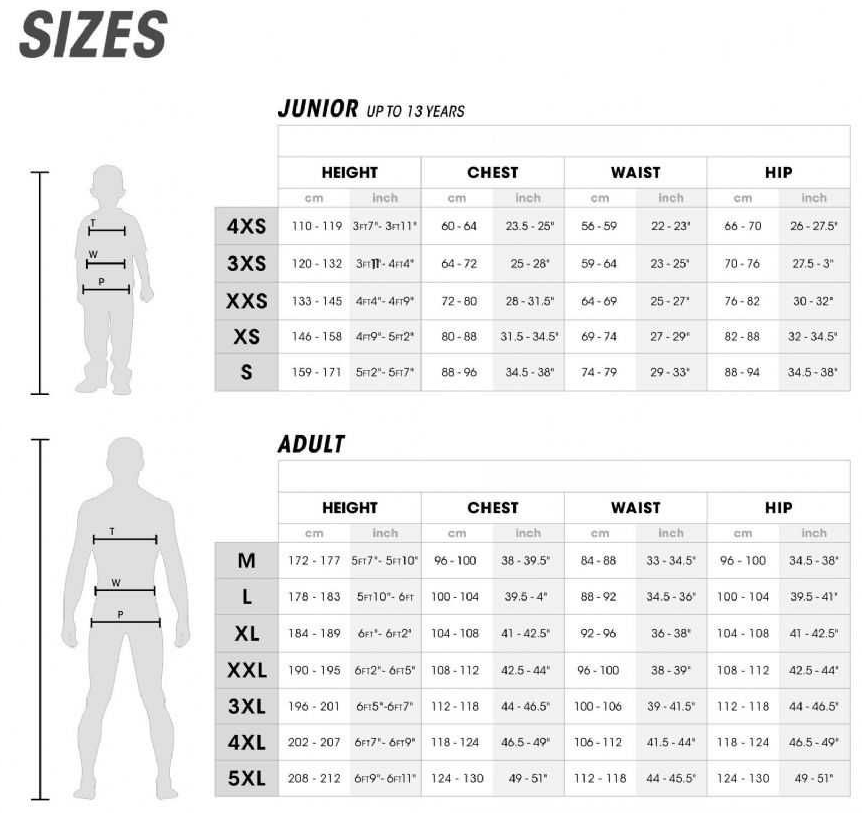 SIZES
JUNIOR UP TO 13 YEARS
HEIGHT CHEST WAIST HIP
cm inch cm inch cm inch cm inch
4XS 110 - 119 3FT7"- 3FT11" 60 - 64 23.5 - 25" 56 - 59 22 - 23" 66 - 70 26 - 27.5"
3XS 120 - 132 3FT11"- 4FT4" 64 - 72 25 - 28" 59 - 64 23 - 25" 70 - 76 27.5 - 3"
XXS 133 - 145 4FT4"- 4FT9" 72 - 80 28 - 31.5" 64 - 69 25 - 27" 76 - 82 30 - 32"
XS 146 - 158 4FT9"- 5FT2" 80 - 88 31.5 - 34.5" 69 - 74 27 - 29" 82 - 88 32 - 34.5"
S 159 - 171 5FT2"- 5FT7" 88 - 96 34.5 - 38" 74 - 79 29 - 33" 88 - 94 34.5 - 38"
T
W
P
ADULT
HEIGHT CHEST WAIST HIP
cm inch cm inch cm inch cm inch
M 172 - 177 5FT7"- 5FT10" 96 - 100 38 - 39.5" 84 - 88 33 - 34.5" 96 - 100 34.5 - 38"
L 178 - 183 5FT10"- 6FT 100 - 104 39.5 - 4" 88 - 92 34.5 - 36" 100 - 104 39.5 - 41"
XL 184 - 189 6FT"- 6FT2" 104 - 108 41 - 42.5" 92 - 96 36 - 38" 104 - 108 41 - 42.5"
XXL 190 - 195 6FT2"- 6FT5" 108 - 112 42.5 - 44" 96 - 100 38 - 39" 108 - 112 42.5 - 44"
3XL 196 - 201 6FT5"-6FT7" 112 - 118 44 - 46.5" 100 - 106 39 - 41.5" 112 - 118 44 - 46.5"
4XL 202 - 207 6FT7"- 6FT9" 118 - 124 46.5 - 49" 106 - 112 41.5 - 44" 118 - 124 46.5 - 49"
5XL 208 - 212 6FT9"- 6FT11" 124 - 130 49 - 51" 112 - 118 44 - 45.5" 124 - 130 49 - 51"
T
W
P